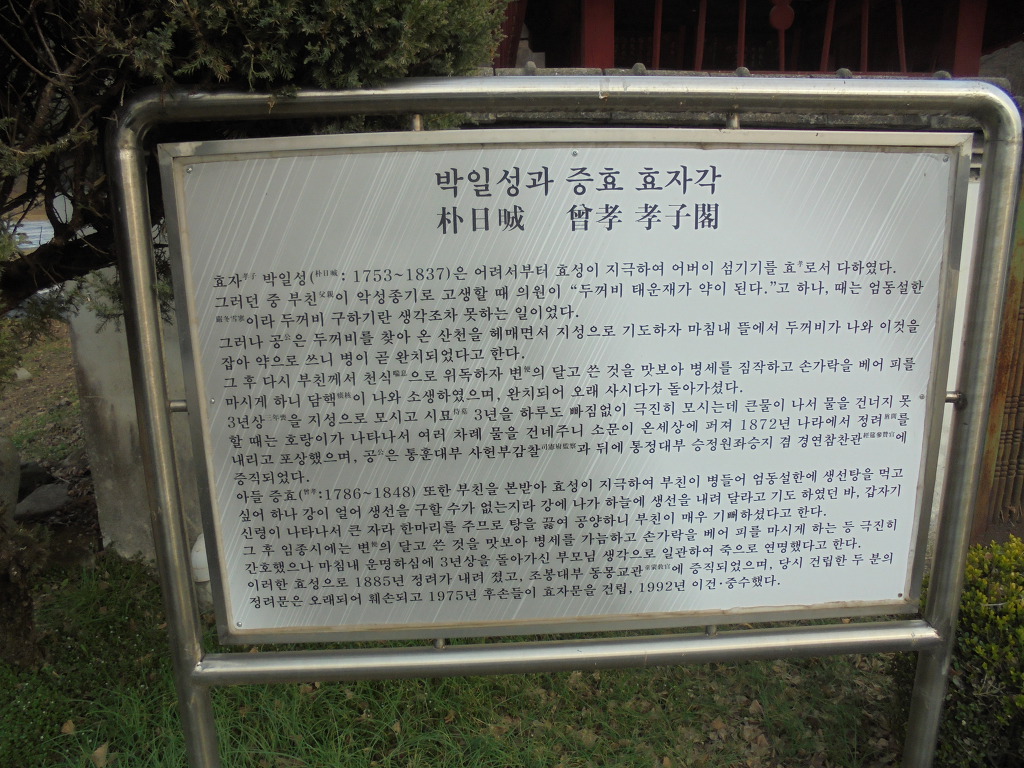 박일성과 증효 효자각
朴日晠 曾孝 孝子閣
효자孝子 박일성(朴日晠: 1753~1837)은 어려서부터 효성이 지극하여 어버이 섬기기를 효孝로서 다하였다.
그러던 중 부친父親이 악성종기로 고생할 때 의원이 “두꺼비 태운재가 약이 된다.”고 하나, 때는 엄동설한
嚴冬雪寒이라 두꺼비 구하기란 생각조차 못하는 일이었다.
그러나 공公은 두꺼비를 찾아 온 산천을 헤매면서 지성으로 기도하자 마침내 뜰에서 두꺼비가 나와 이것을
잡아 약으로 쓰니 병이 곧 완치되었다고 한다.
그 후 다시 부친께서 천식喘息으로 위독하자 변便의 달고 쓴 것을 맛보아 병세를 짐작하고 손가락을 베어 피를
마시게 하니 담핵痰核이 나와 소생하였으며, 완치되어 오래 사시다가 돌아가셨다.
3년상三年喪을 지성으로 모시고 시묘侍墓 3년을 하루도 빠짐없이 극진히 모시는데 큰물이 나서 물을 건너지 못
할 때는 호랑이가 나타나서 여러 차례 물을 건네주니 소문이 온세상에 퍼져 1872년 나라에서 정려旌閭를
내리고 포상했으며, 공公은 통훈대부 사헌부감찰司憲府監察과 뒤에 통정대부 승정원좌승지 겸 경연참찬관經筵參贊官에
증직되었다.
아들 증효(曾孝:1786~1848) 또한 부친을 본받아 효성이 지극하여 부친이 병들어 엄동설한에 생선탕을 먹고
싶어 하나 강이 얼어 생선을 구할 수가 없는지라 강에 나가 하늘에 생선을 내려 달라고 기도 하였던 바, 갑자기
신령이 나타나서 큰 자라 한마리를 주므로 탕을 끓여 공양하니 부친이 매우 기뻐하셨다고 한다.
그 후 임종시에는 변便의 달고 쓴 것을 맛보아 병세를 가늠하고 손가락을 베어 피를 마시게 하는 등 극진히
간호했으나 마침내 운명하심에 3년상을 돌아가신 부모님 생각으로 일관하여 죽으로 연명했다고 한다.
이러한 효성으로 1885년 정려가 내려 졌고, 조봉대부 동몽교관童蒙敎官에 증직되었으며, 당시 건립한 두 분의
정려문은 오래되어 훼손되고 1975년 후손들이 효자문을 건립, 1992년 이건·중수했다.